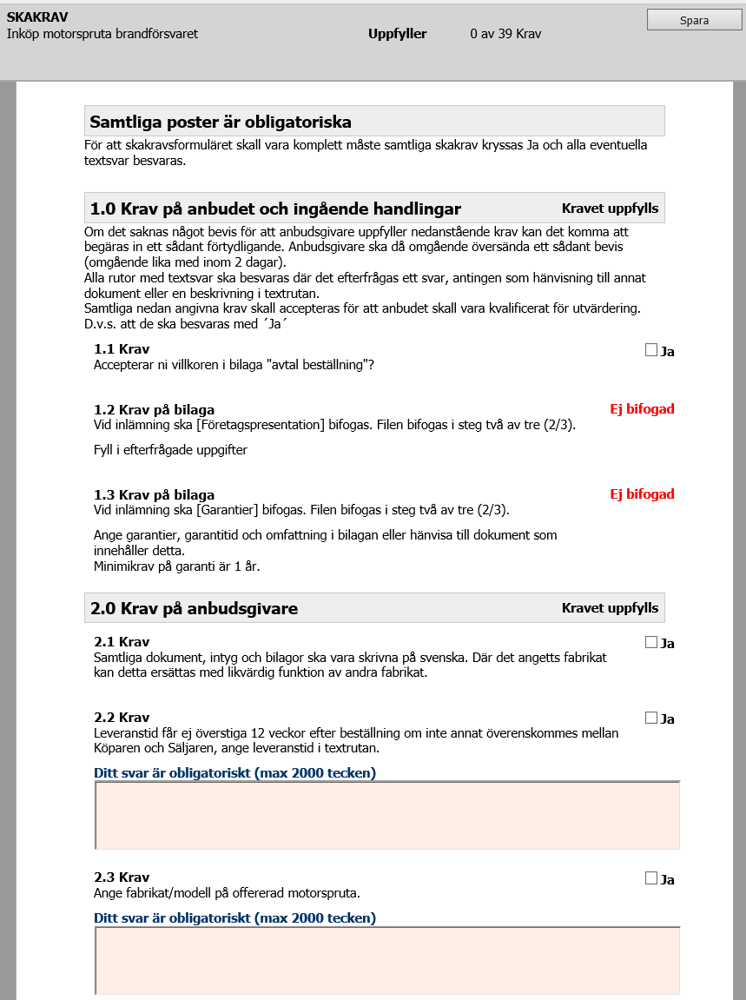 SKAKRAV
Inköp motorspruta brandförsvaret
Uppfyller 0 av 39 Krav
Spara
Samtliga poster är obligatoriska
För att skakravsformuläret skall vara komplett måste samtliga skakrav kryssas Ja och alla eventuella
textsvar besvaras.
1.0 Krav på anbudet och ingående handlingar Kravet uppfylls
Om det saknas något bevis för att anbudsgivare uppfyller nedanstående krav kan det komma att
begäras in ett sådant förtydligande. Anbudsgivare ska då omgående översända ett sådant bevis
(omgående lika med inom 2 dagar).
Alla rutor med textsvar ska besvaras där det efterfrågas ett svar, antingen som hänvisning till annat
dokument eller en beskrivning i textrutan.
Samtliga nedan angivna krav skall accepteras för att anbudet skall vara kvalificerat för utvärdering.
D.v.s. att de ska besvaras med ´Ja´
1.1 Krav Ja
Accepterar ni villkoren i bilaga "avtal beställning"?
1.2 Krav på bilaga Ej bifogad
Vid inlämning ska [Företagspresentation] bifogas. Filen bifogas i steg två av tre (2/3).
Fyll i efterfrågade uppgifter
1.3 Krav på bilaga Ej bifogad
Vid inlämning ska [Garantier] bifogas. Filen bifogas i steg två av tre (2/3).
Ange garantier, garantitid och omfattning i bilagan eller hänvisa till dokument som
innehåller detta.
Minimikrav på garanti är 1 år.
2.0 Krav på anbudsgivare Kravet uppfylls
2.1 Krav Ja
Samtliga dokument, intyg och bilagor ska vara skrivna på svenska. Där det angetts fabrikat
kan detta ersättas med likvärdig funktion av andra fabrikat.
2.2 Krav Ja
Leveranstid får ej överstiga 12 veckor efter beställning om inte annat överenskommes mellan
Köparen och Säljaren, ange leveranstid i textrutan.
Ditt svar är obligatoriskt (max 2000 tecken)
2.3 Krav Ja
Ange fabrikat/modell på offererad motorspruta.
Ditt svar är obligatoriskt (max 2000 tecken)